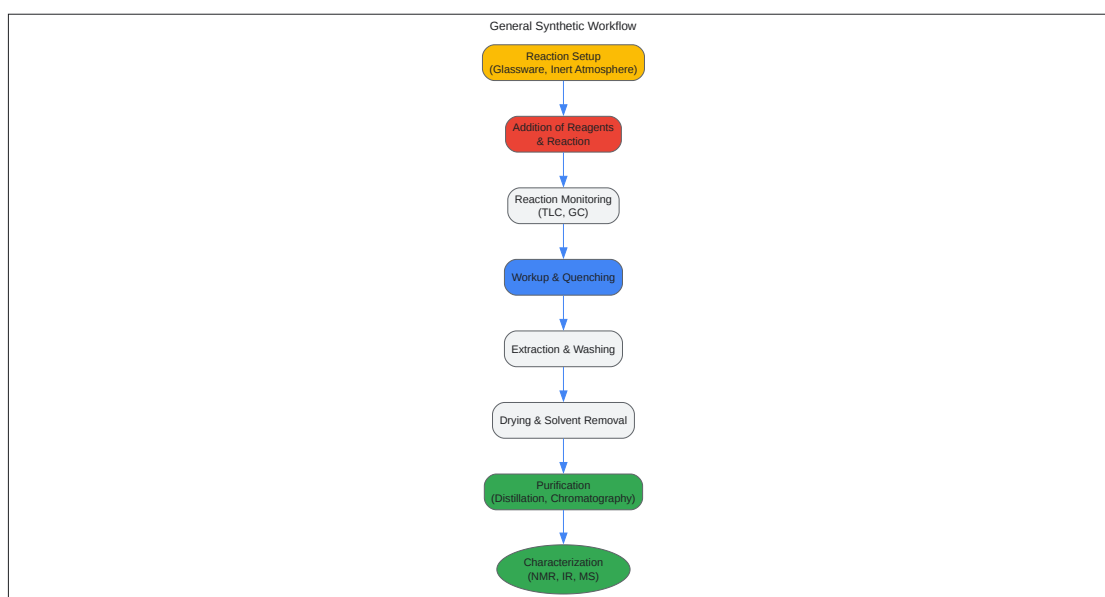 General Synthetic Workflow
Reaction Setup
(Glassware, Inert Atmosphere)
Addition of Reagents
& Reaction
Reaction Monitoring
(TLC, GC)
Workup & Quenching
Extraction & Washing
Drying & Solvent Removal
Purification
(Distillation, Chromatography)
Characterization
(NMR, IR, MS)